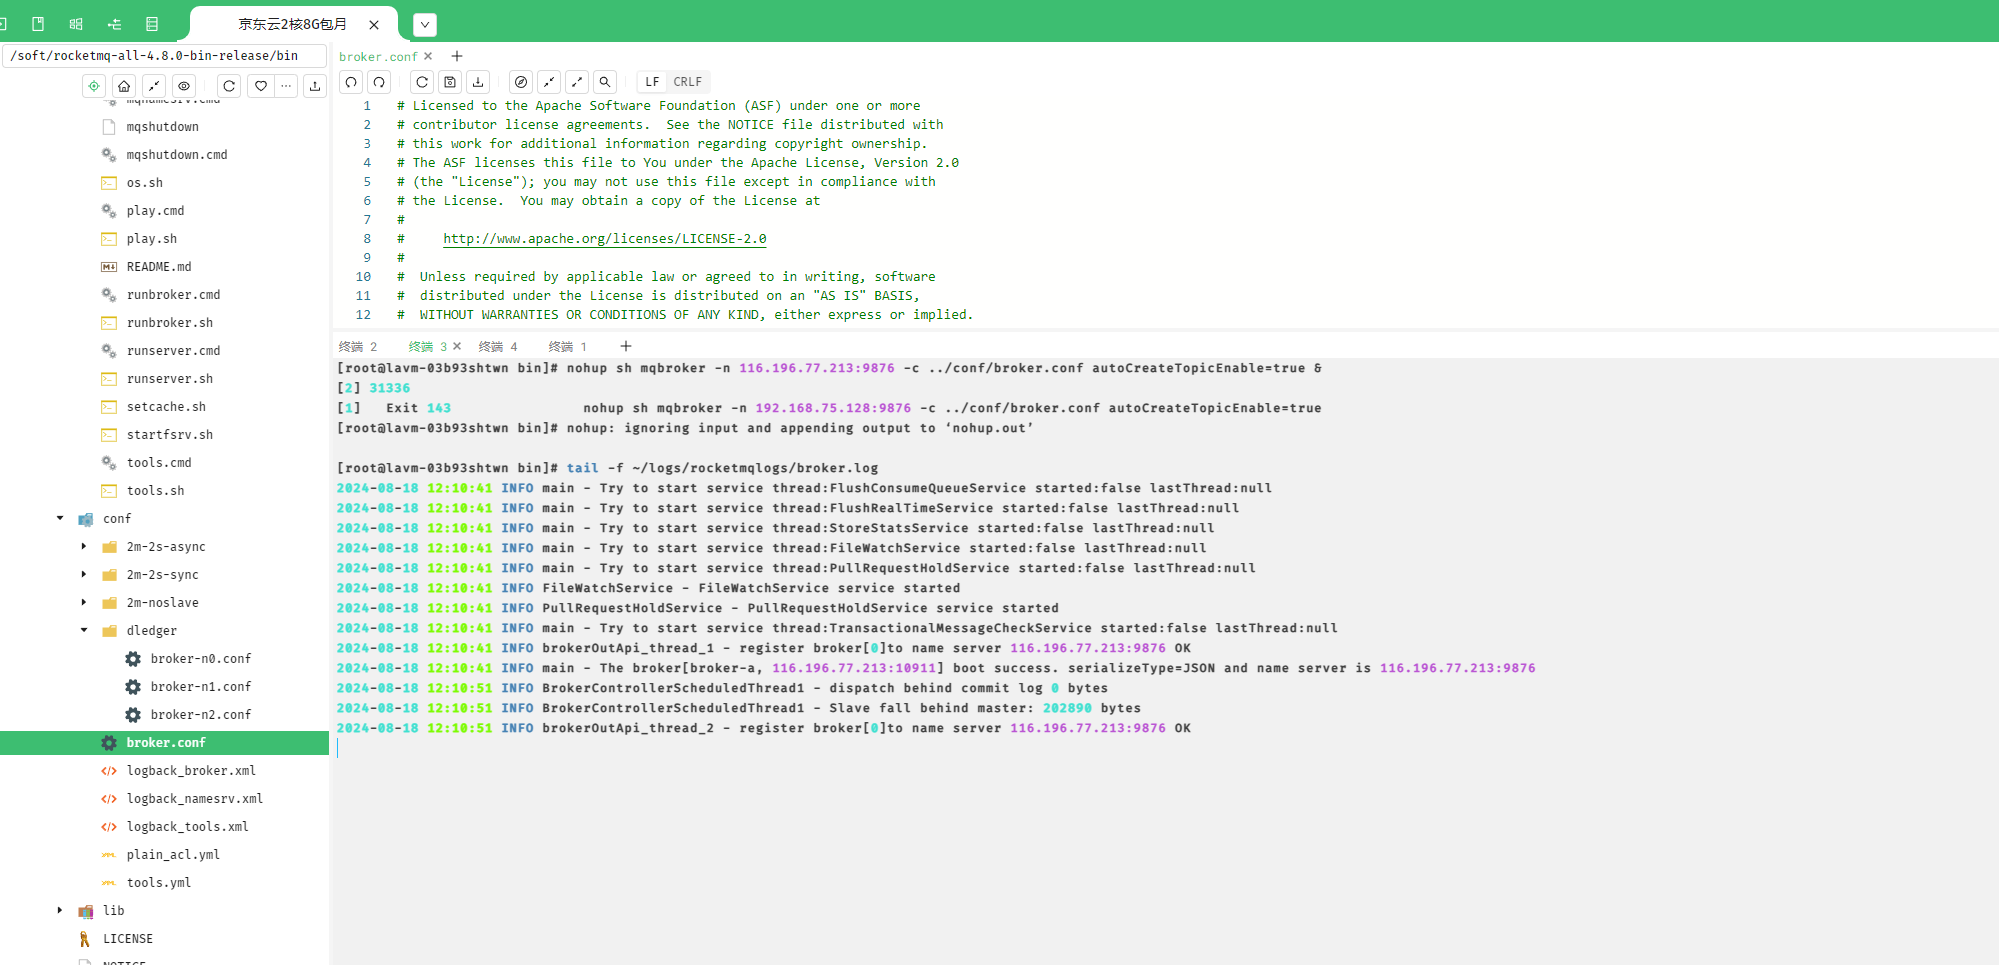 京东云2核8G包月
/soft/rocketmq-all-4.8.0-bin-release/bin
mqnamesrv.cmd
mqshutdown
mqshutdown.cmd
os.sh
play.cmd
play.sh
README.md
runbroker.cmd
runbroker.sh
runserver.cmd
runserver.sh
setcache.sh
startfsrv.sh
tools.cmd
tools.sh
conf
2m-2s-async
2m-2s-sync
2m-noslave
dledger
broker-n0.conf
broker-n1.conf
broker-n2.conf
broker.conf
logback_broker.xml
logback_namesrv.xml
logback_tools.xml
plain_acl.yml
tools.yml
lib
LICENSE
NOTICE
broker.conf
LF CRLF
1 # Licensed to the Apache Software Foundation (ASF) under one or more
2 # contributor license agreements.  See the NOTICE file distributed with
3 # this work for additional information regarding copyright ownership.
4 # The ASF licenses this file to You under the Apache License, Version 2.0
5 # (the "License"); you may not use this file except in compliance with
6 # the License.  You may obtain a copy of the License at
7 #
8 #     http://www.apache.org/licenses/LICENSE-2.0
9 #
10 #  Unless required by applicable law or agreed to in writing, software
11 #  distributed under the License is distributed on an "AS IS" BASIS,
12 #  WITHOUT WARRANTIES OR CONDITIONS OF ANY KIND, either express or implied.
终端 2 终端 3 终端 4 终端 1
[root@lavm-03b93shtwn bin]# nohup sh mqbroker -n 116.196.77.213:9876 -c ../conf/broker.conf autoCreateTopicEnable=true &
[2] 31336
[1]   Exit 143                nohup sh mqbroker -n 192.168.75.128:9876 -c ../conf/broker.conf autoCreateTopicEnable=true
[root@lavm-03b93shtwn bin]# nohup: ignoring input and appending output to ‘nohup.out’
[root@lavm-03b93shtwn bin]# tail -f ~/logs/rocketmqlogs/broker.log
2024-08-18 12:10:41 INFO main - Try to start service thread:FlushConsumeQueueService started:false lastThread:null
2024-08-18 12:10:41 INFO main - Try to start service thread:FlushRealTimeService started:false lastThread:null
2024-08-18 12:10:41 INFO main - Try to start service thread:StoreStatsService started:false lastThread:null
2024-08-18 12:10:41 INFO main - Try to start service thread:FileWatchService started:false lastThread:null
2024-08-18 12:10:41 INFO main - Try to start service thread:PullRequestHoldService started:false lastThread:null
2024-08-18 12:10:41 INFO FileWatchService - FileWatchService service started
2024-08-18 12:10:41 INFO PullRequestHoldService - PullRequestHoldService service started
2024-08-18 12:10:41 INFO main - Try to start service thread:TransactionalMessageCheckService started:false lastThread:null
2024-08-18 12:10:41 INFO brokerOutApi_thread_1 - register broker[0]to name server 116.196.77.213:9876 OK
2024-08-18 12:10:41 INFO main - The broker[broker-a, 116.196.77.213:10911] boot success. serializeType=JSON and name server is 116.196.77.213:9876
2024-08-18 12:10:51 INFO BrokerControllerScheduledThread1 - dispatch behind commit log 0 bytes
2024-08-18 12:10:51 INFO BrokerControllerScheduledThread1 - Slave fall behind master: 202890 bytes
2024-08-18 12:10:51 INFO brokerOutApi_thread_2 - register broker[0]to name server 116.196.77.213:9876 OK